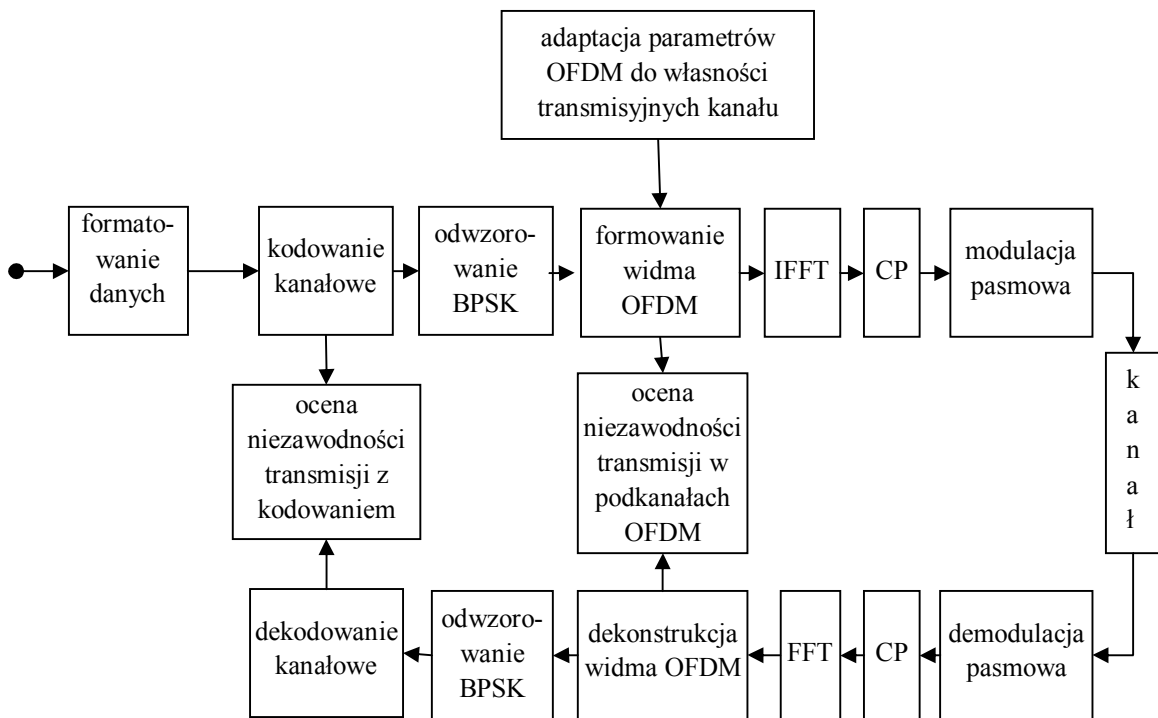 adaptacja parametrów
OFDM do własności
transmisyjnych kanału
formato-
wanie
danych
kodowanie
kanałowe
odwzoro-
wanie
BPSK
formowanie
widma
OFDM
IFFT
CP
modulacja
pasmowa
k
a
n
a
ł
ocena
niezawodności
transmisji z
kodowaniem
ocena
niezawodności
transmisji w
podkanałach
OFDM
dekodowanie
kanałowe
odwzoro-
wanie
BPSK
dekonstrukcja
widma OFDM
FFT
CP
demodulacja
pasmowa